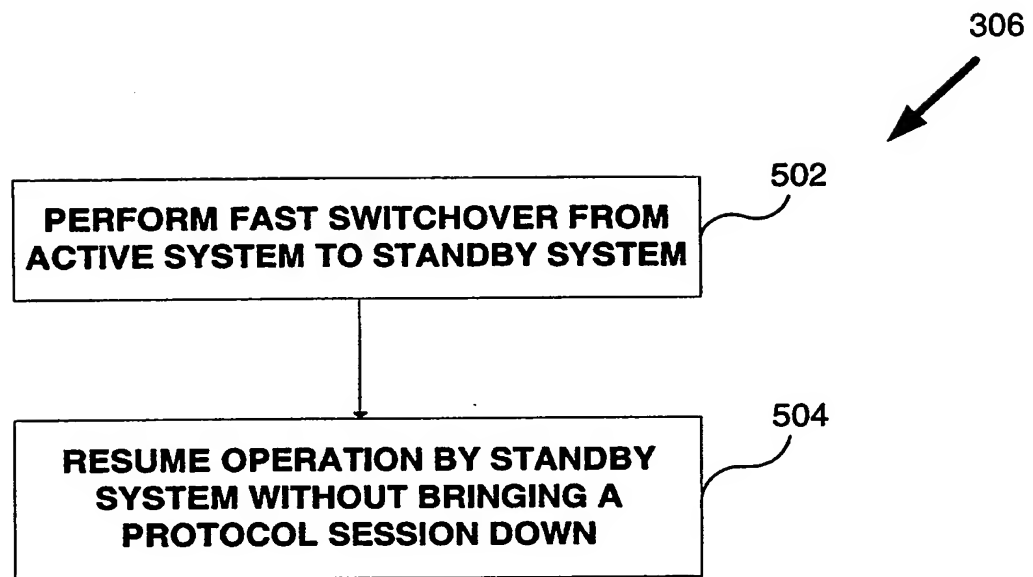 306
502
PERFORM FAST SWITCHOVER FROM
ACTIVE SYSTEM TO STANDBY SYSTEM
504
RESUME OPERATION BY STANDBY
SYSTEM WITHOUT BRINGING A
PROTOCOL SESSION DOWN